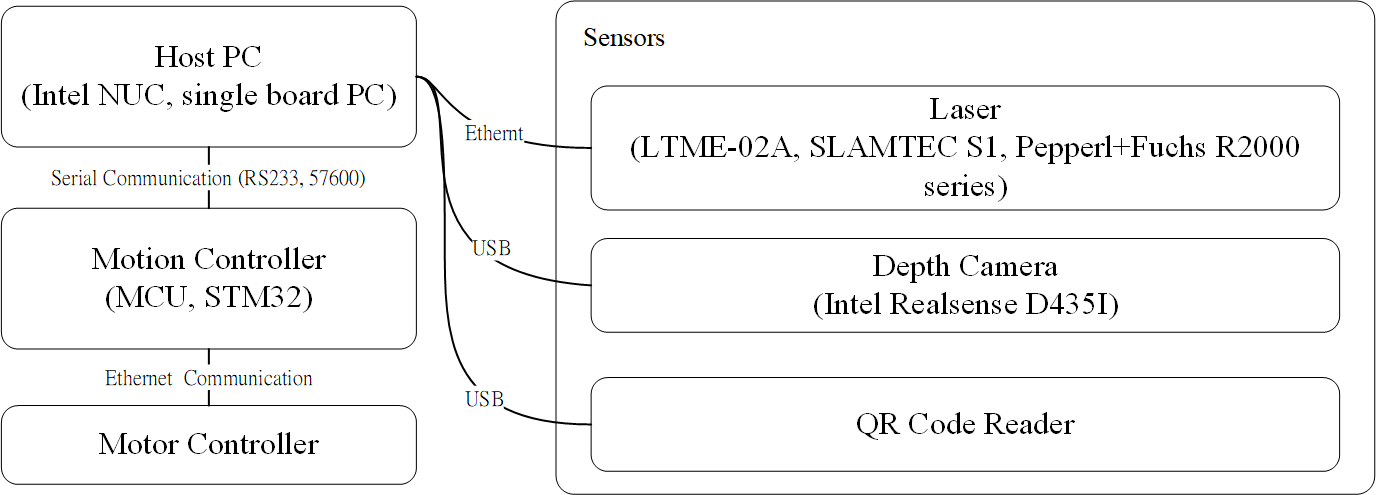 Host PC
(Intel NUC, single board PC)
Serial Communication (RS233, 57600)
Motion Controller
(MCU, STM32)
Ethernet Communication
Motor Controller
Ethernt
USB
USB
Sensors
Laser
(LTME-02A, SLAMTEC S1, Pepperl+Fuchs R2000
series)
Depth Camera
(Intel Realsense D435I)
QR Code Reader